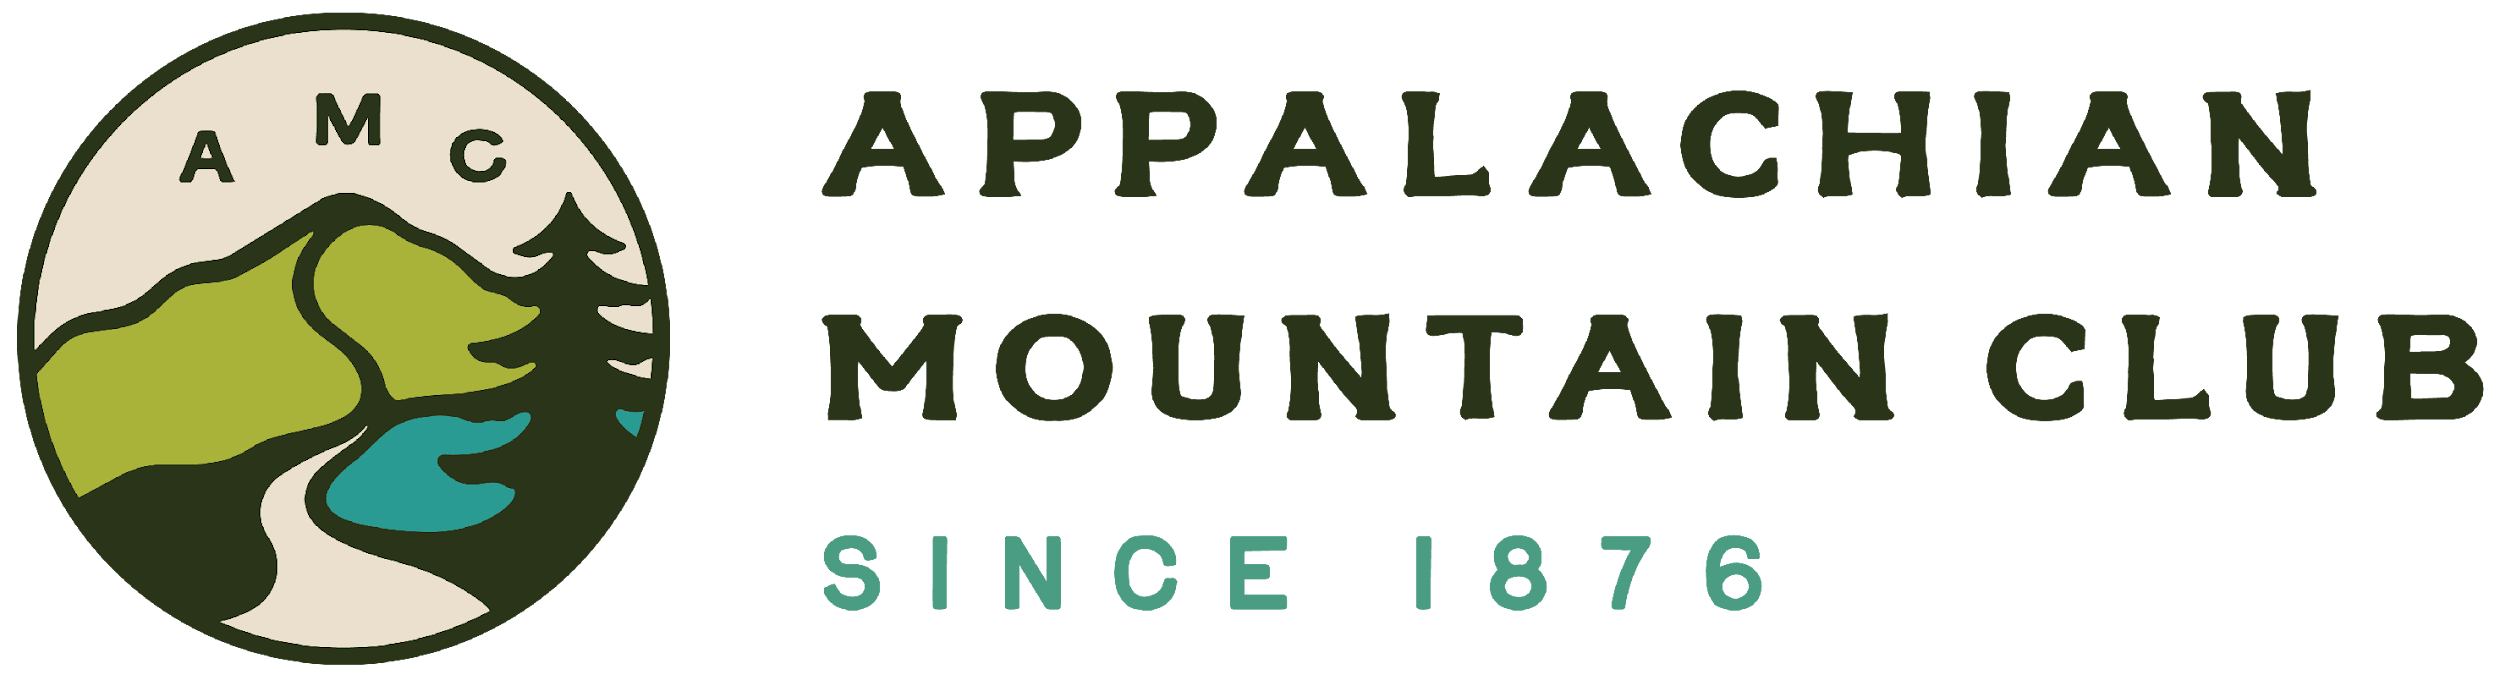 AMC
APPALACHIAN
MOUNTAIN CLUB
SINCE 1876